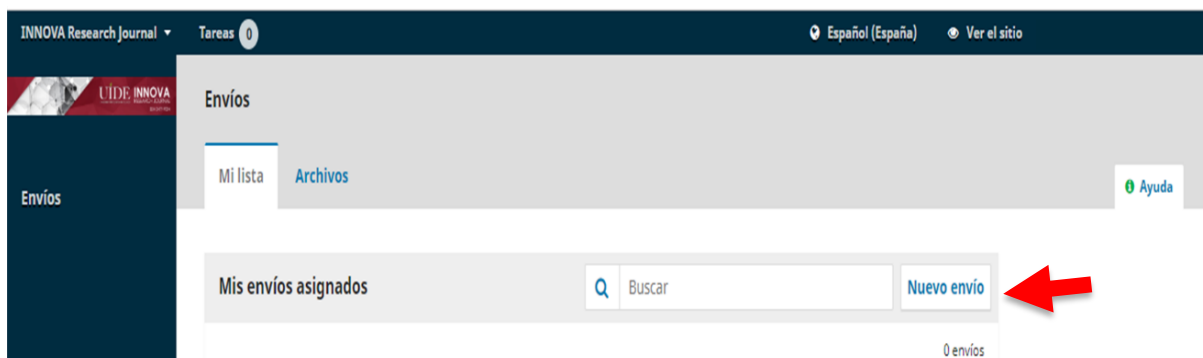 INNOVA Research Journal
Tareas 0
Español (España)
Ver el sitio
UÍDE INNOVA
Envíos
Mi lista
Archivos
Envíos
Ayuda
Mis envíos asignados
Buscar
Nuevo envío
0 envíos